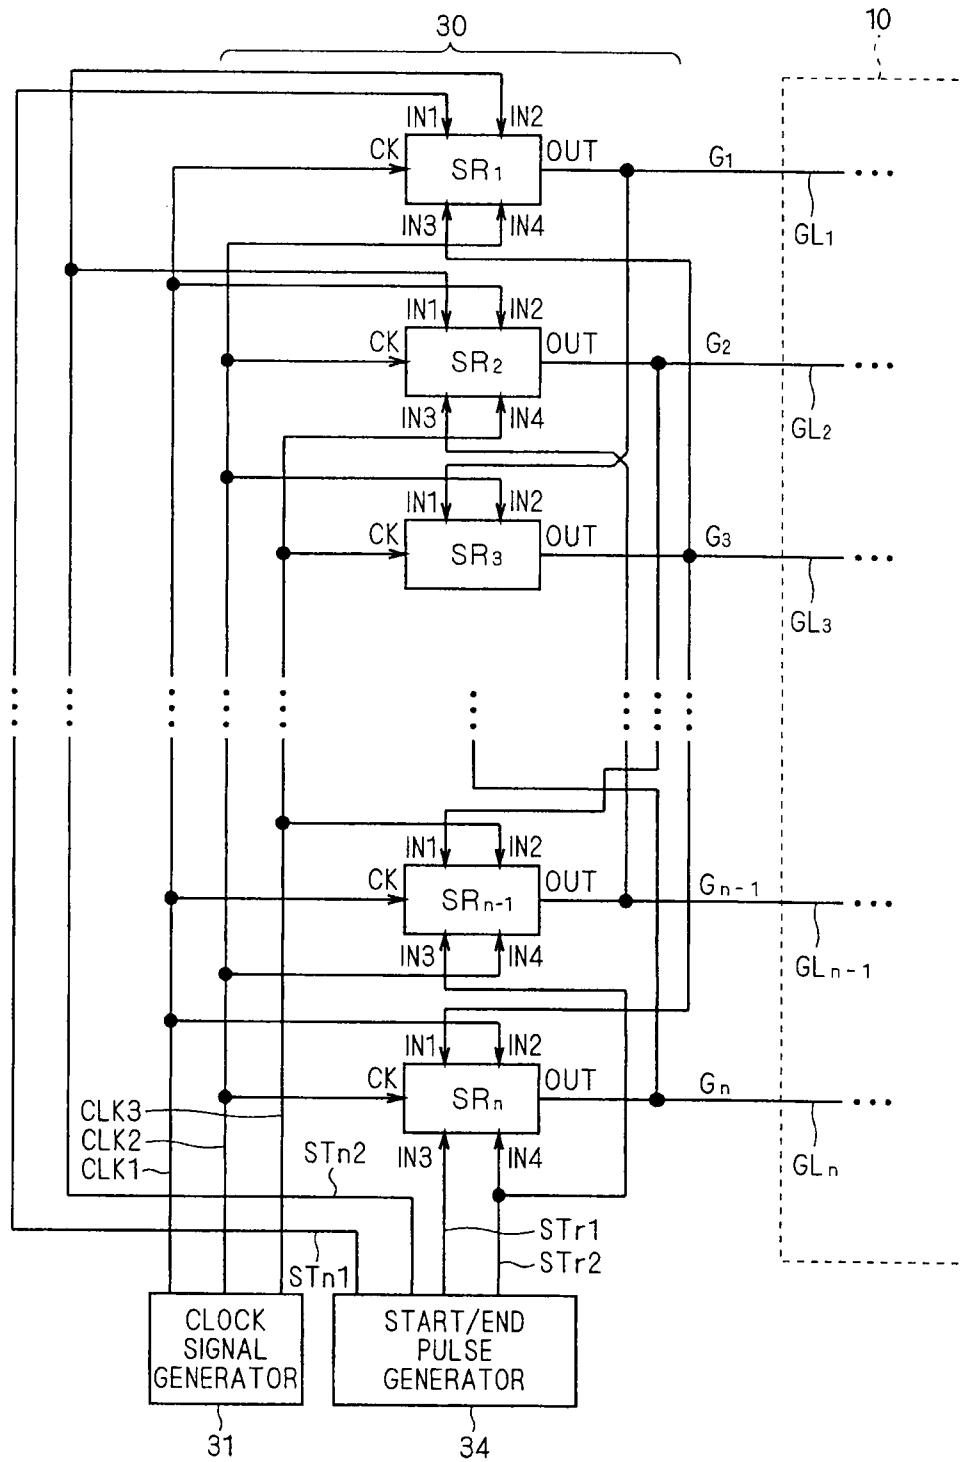 30
10
IN1 IN2
CK SR1 OUT G1
IN3 IN4
GL1
IN1 IN2
CK SR2 OUT G2
IN3 IN4
GL2
IN1 IN2
CK SR3 OUT G3
GL3
IN1 IN2
CK SRn-1 OUT Gn-1
IN3 IN4
GLn-1
IN1 IN2
CK SRn OUT Gn
IN3 IN4
GLn
CLK3
CLK2
CLK1
STn2
STr1
STr2
STn1
CLOCK
SIGNAL
GENERATOR
START/END
PULSE
GENERATOR
31
34